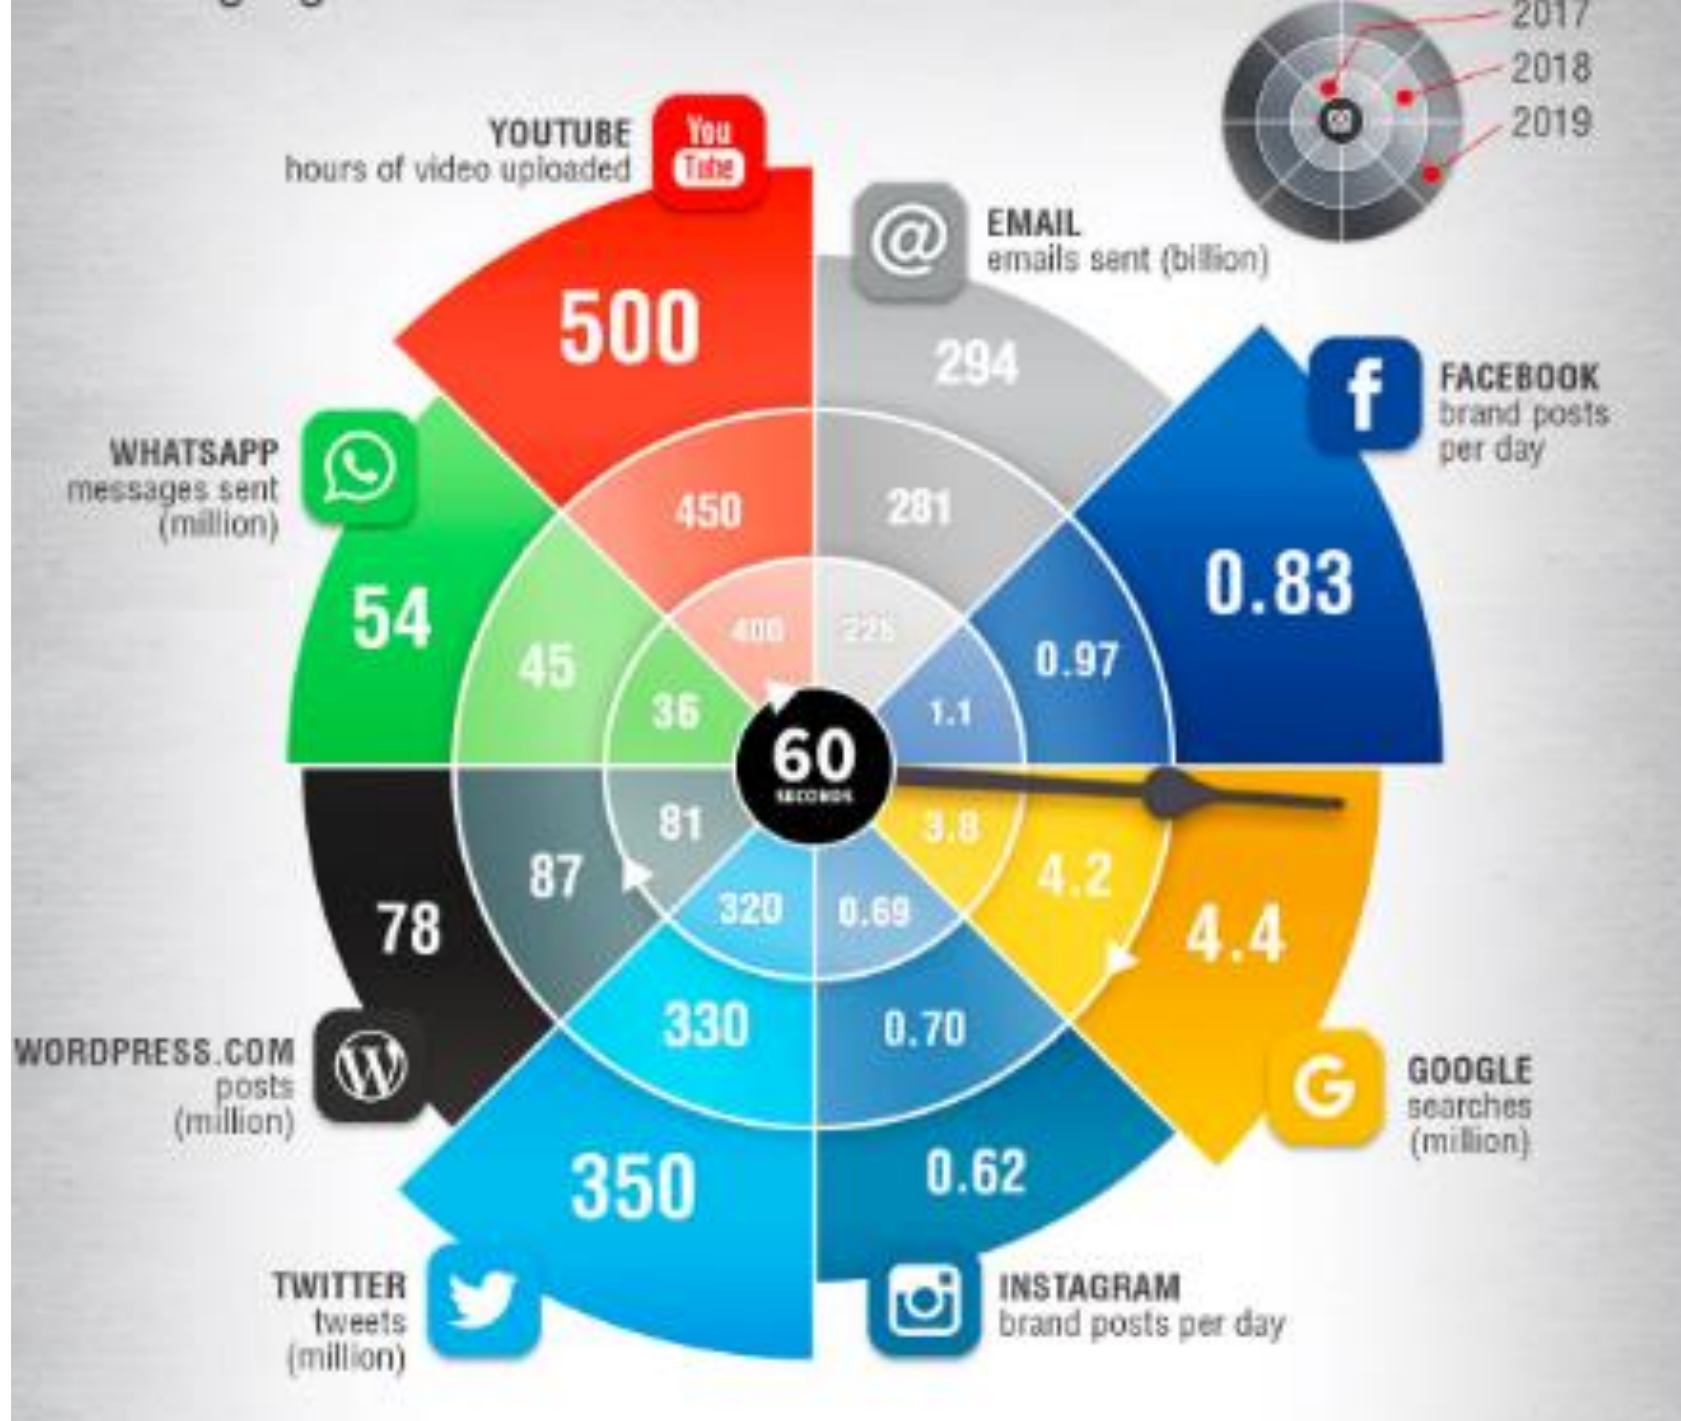 2017
2018
2019
YOUTUBE
hours of video uploaded
You
Tube
EMAIL
emails sent (billion)
@
FACEBOOK
brand posts
per day
f
WHATSAPP
messages sent
(million)
500
294
0.83
54
450
281
0.97
45
400
1.1
36
60
SECONDS
81
3.8
87
4.2
320
0.69
78
4.4
330
0.70
350
0.62
WORDPRESS.COM
posts
(million)
W
GOOGLE
searches
(million)
G
TWITTER
tweets
(million)
INSTAGRAM
brand posts per day